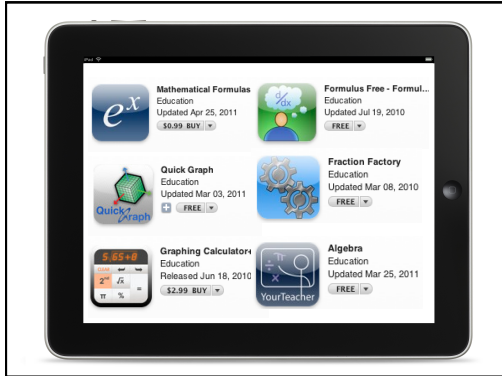 iPad
e^x
Mathematical Formulas
Education
Updated Apr 25, 2011
$0.99 BUY
d/dx
Formulus Free - Formul...
Education
Updated Jul 19, 2010
FREE
QuickGraph
Quick Graph
Education
Updated Mar 03, 2011
FREE
Fraction Factory
Education
Updated Mar 08, 2010
FREE
5.65+8
2nd √x
π % =
Graphing Calculator+
Education
Released Jun 18, 2010
$2.99 BUY
π
÷
x
YourTeacher
Algebra
Education
Updated Mar 25, 2011
FREE